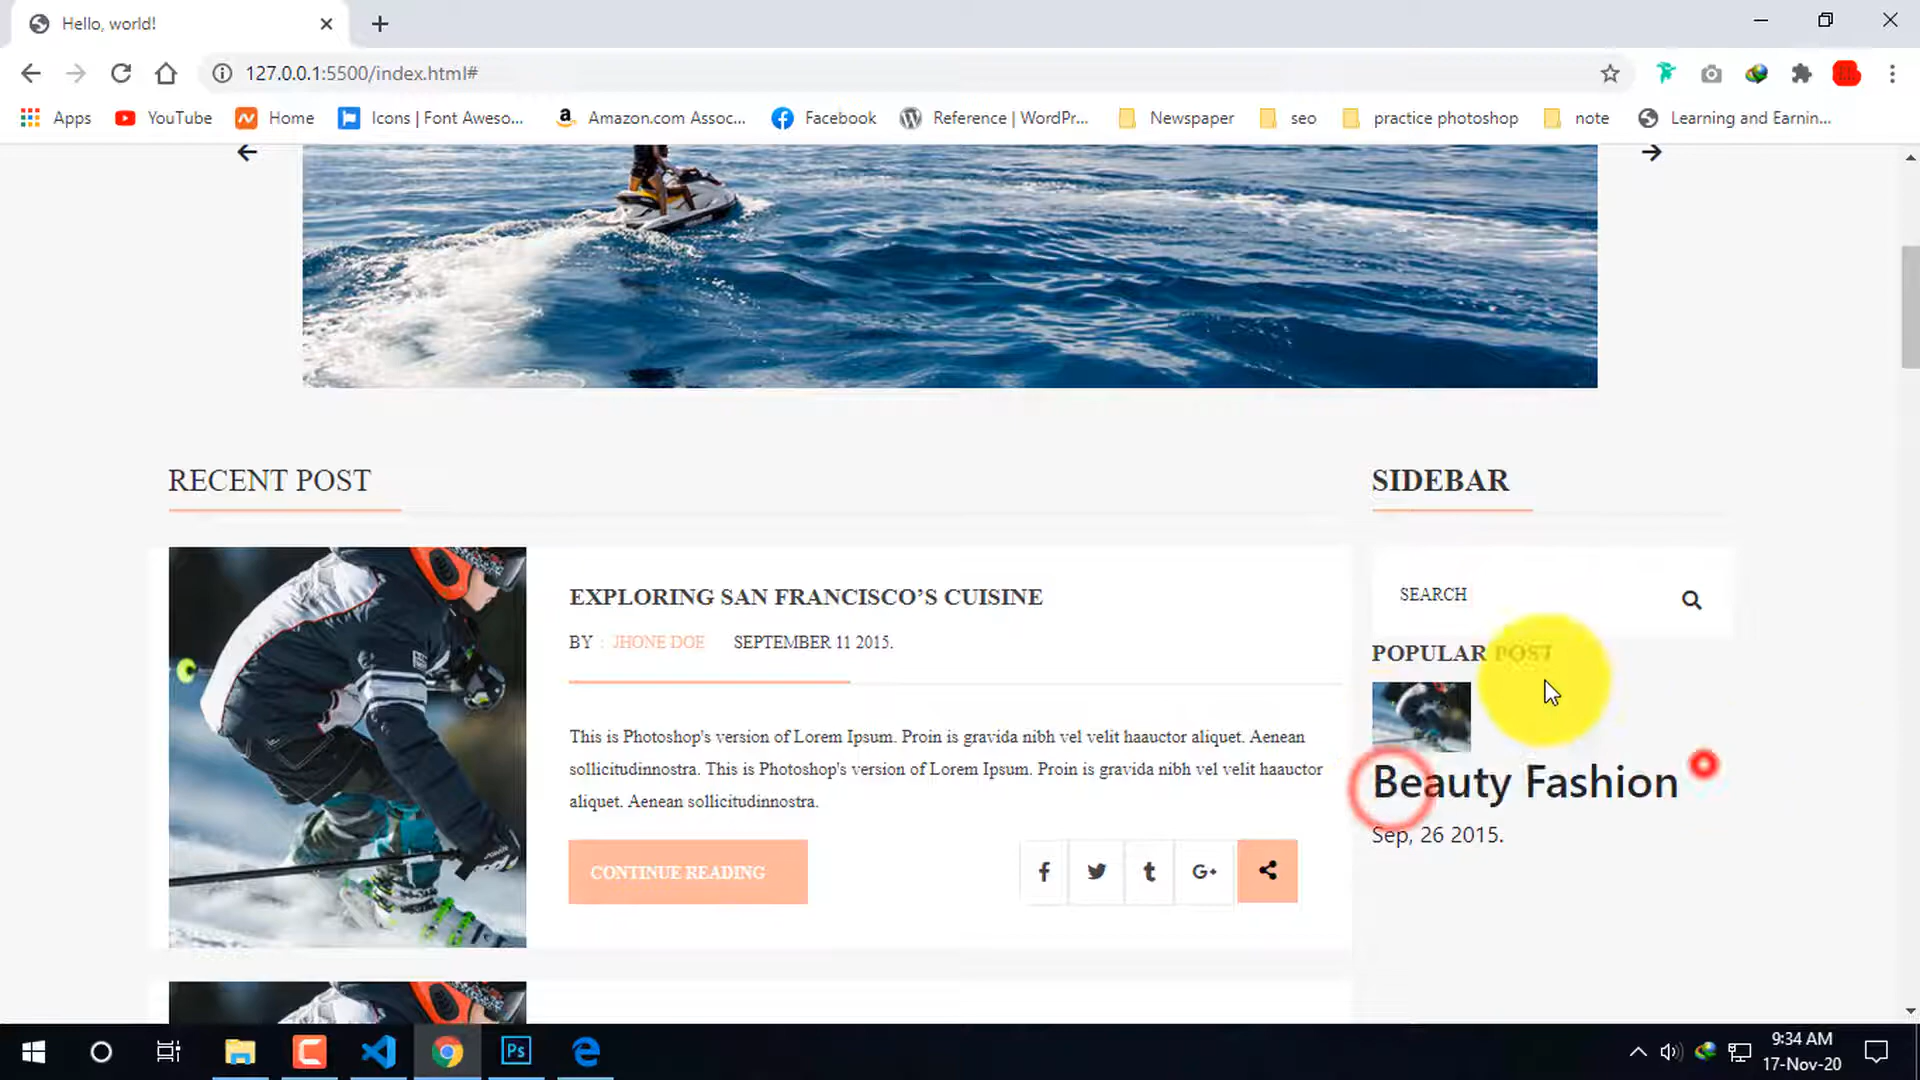 Hello, world!
127.0.0.1:5500/index.html#
Apps
YouTube
Home
Icons | Font Aweso...
Amazon.com Assoc...
Facebook
Reference | WordPr...
Newspaper
seo
practice photoshop
note
Learning and Earnin...
RECENT POST
SIDEBAR
EXPLORING SAN FRANCISCO’S CUISINE
BY : JHONE DOE SEPTEMBER 11 2015.
This is Photoshop's version of Lorem Ipsum. Proin is gravida nibh vel velit haauctor aliquet. Aenean
sollicitudinnostra. This is Photoshop's version of Lorem Ipsum. Proin is gravida nibh vel velit haauctor
aliquet. Aenean sollicitudinnostra.
CONTINUE READING
SEARCH
POPULAR POST
Beauty Fashion
Sep, 26 2015.
Ps
9:34 AM
17-Nov-20